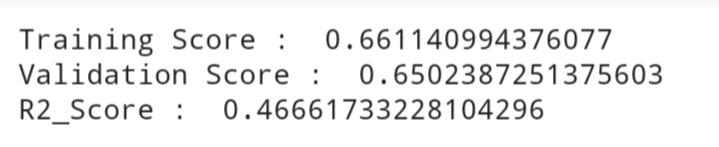 Training Score :  0.661140994376077
Validation Score :  0.6502387251375603
R2_Score :  0.46661733228104296